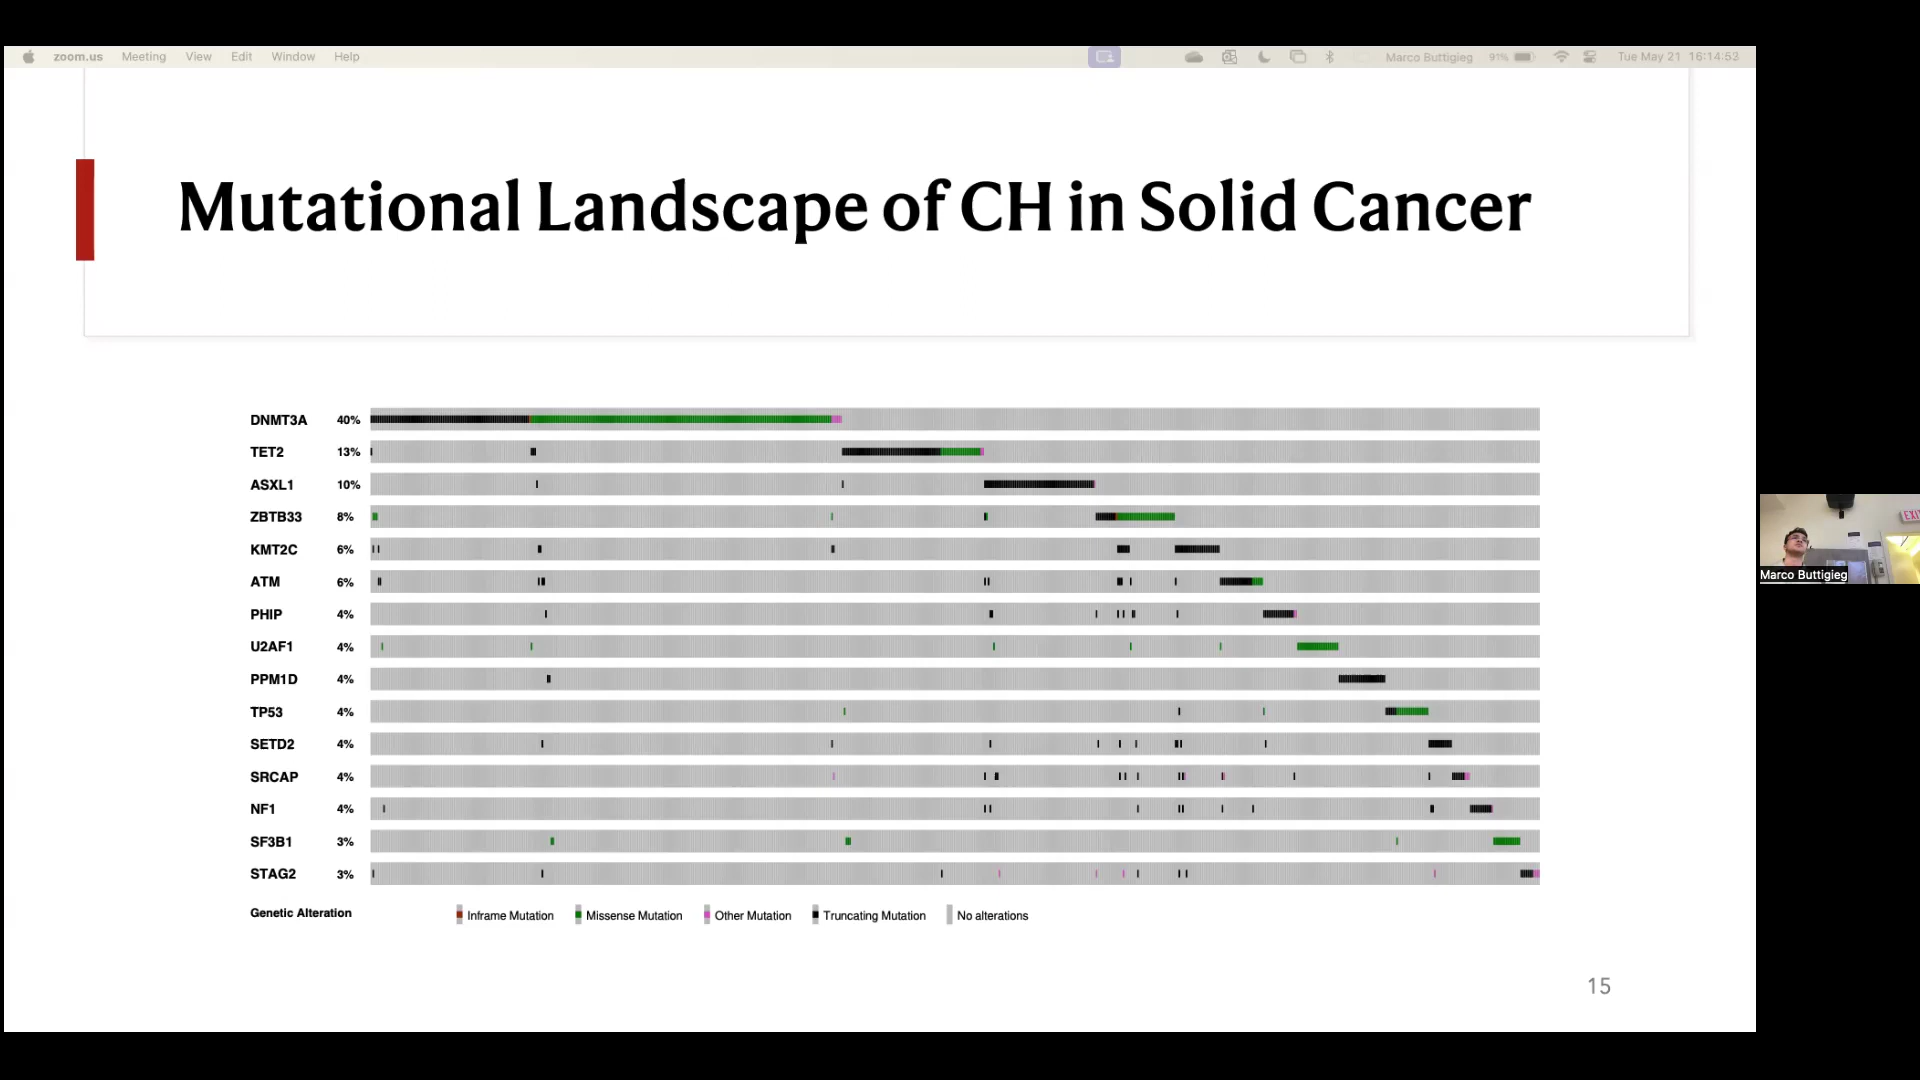 zoom.us Meeting View Edit Window Help Marco Buttigieg 91% Tue May 21 16:14:53
Mutational Landscape of CH in Solid Cancer
DNMT3A 40%
TET2 13%
ASXL1 10%
ZBTB33 8%
KMT2C 6%
ATM 6%
PHIP 4%
U2AF1 4%
PPM1D 4%
TP53 4%
SETD2 4%
SRCAP 4%
NF1 4%
SF3B1 3%
STAG2 3%
Genetic Alteration Inframe Mutation Missense Mutation Other Mutation Truncating Mutation No alterations
15
EXI
Marco Buttigieg